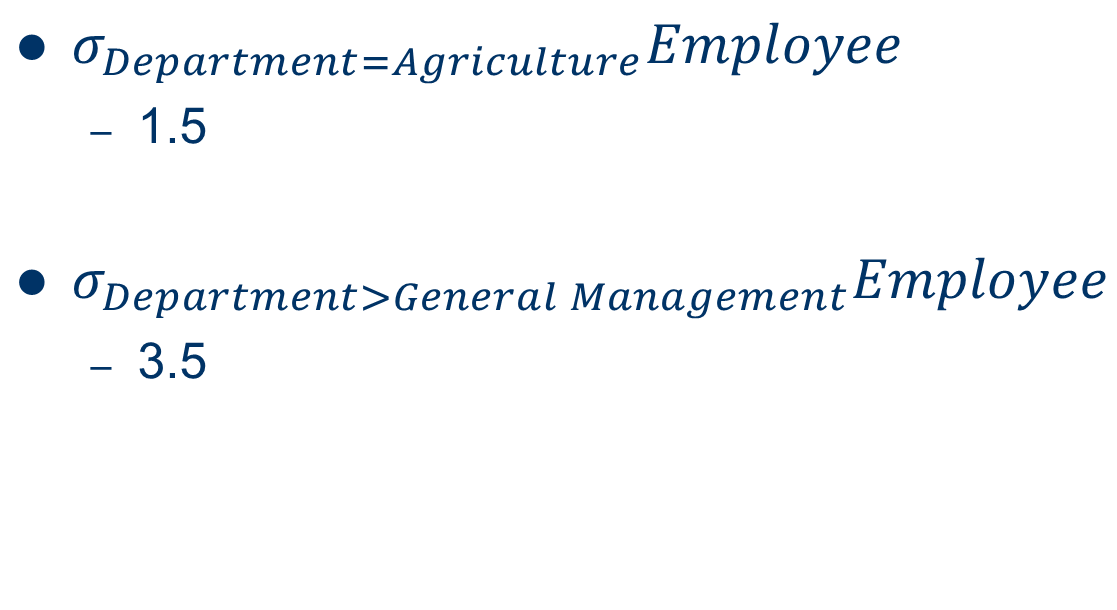 ● σDepartment=AgricultureEmployee
– 1.5
● σDepartment>General ManagementEmployee
– 3.5